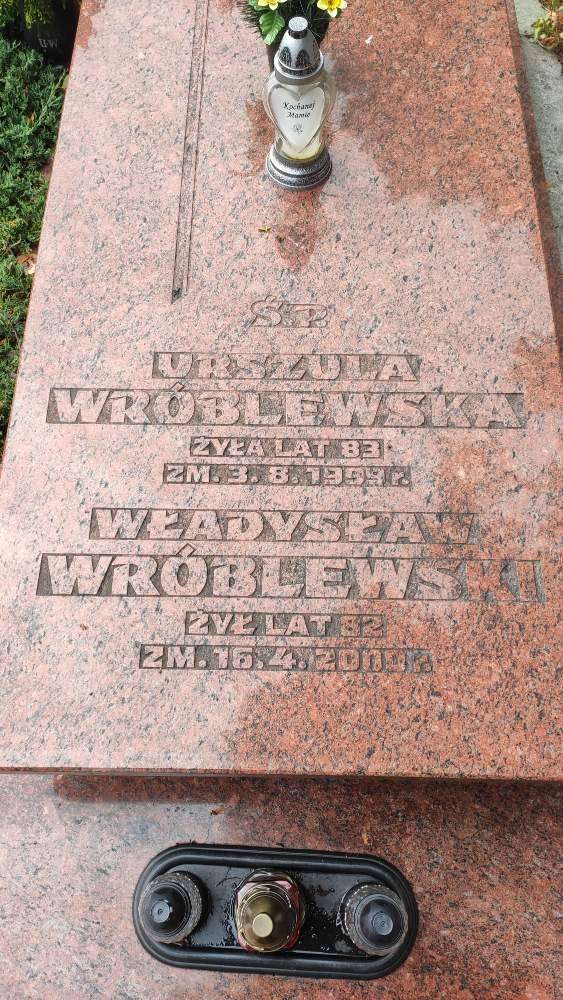 Kochanej
Mamie
Ś.P.
URSZULA
WRÓBLEWSKA
ŻYŁA LAT 83
ZM. 3. 8. 1999 r.
WŁADYSŁAW
WRÓBLEWSKI
ŻYŁ LAT 82
ZM. 16. 4. r.